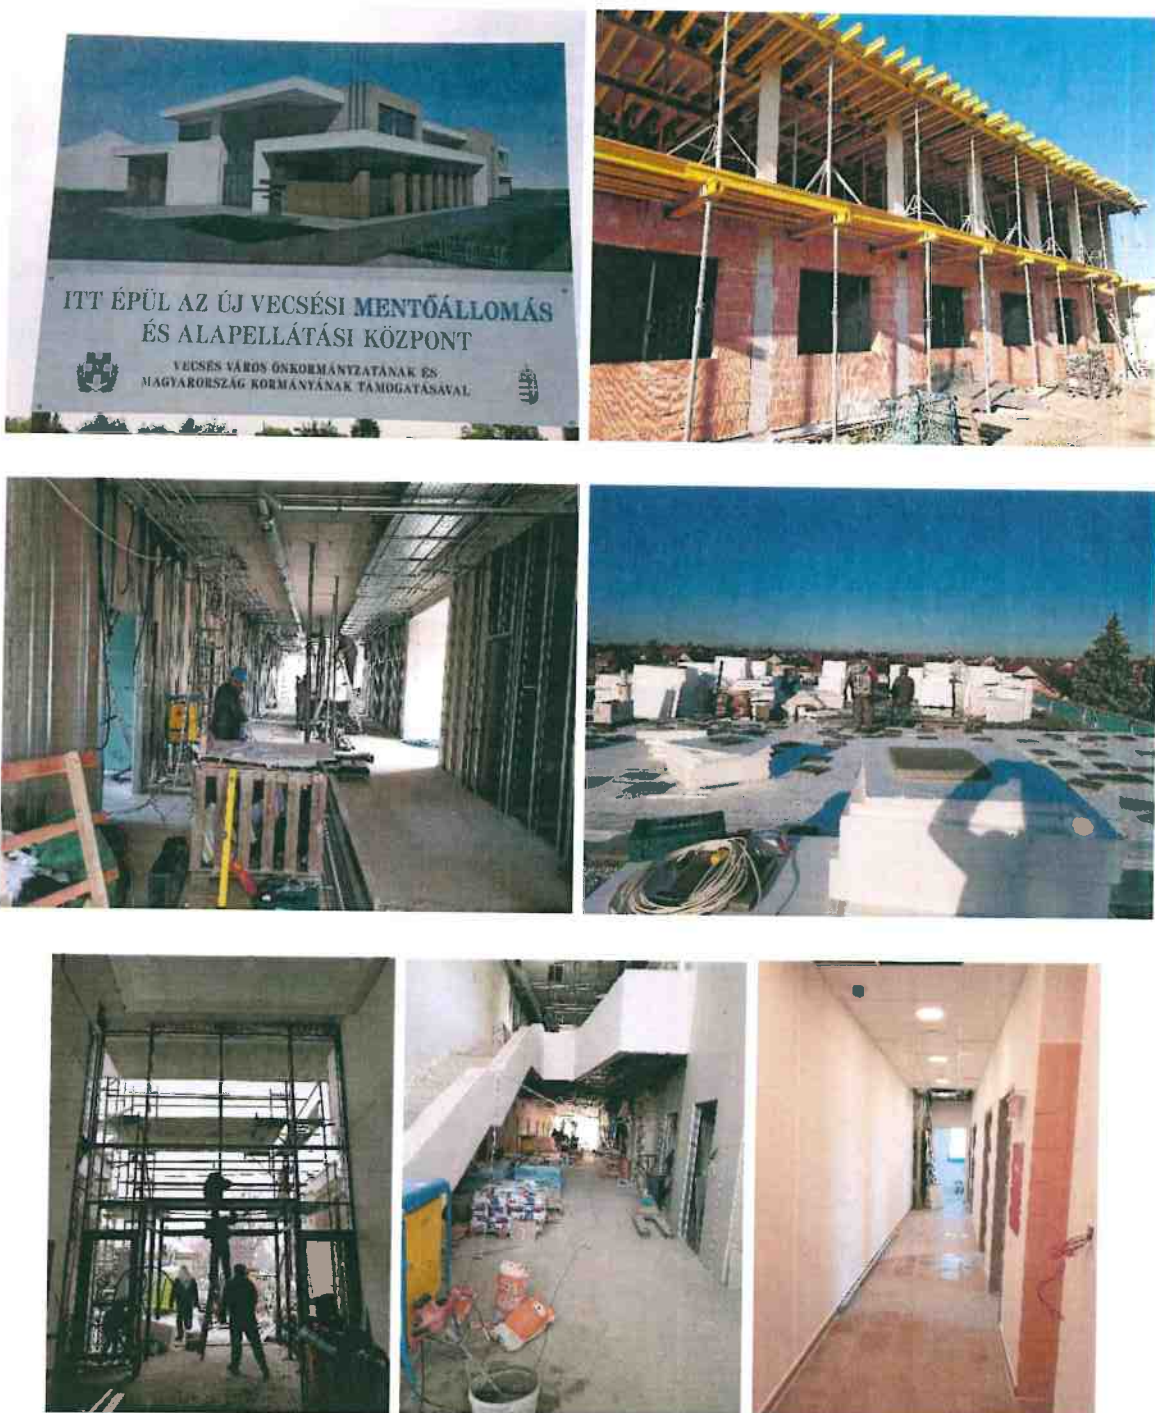 ITT ÉPÜL AZ ÚJ VECSÉSI MENTŐÁLLOMÁS
ÉS ALAPELLÁTÁSI KÖZPONT
VECSÉS VÁROS ÖNKORMÁNYZATÁNAK ÉS
MAGYARORSZÁG KORMÁNYÁNAK TÁMOGATÁSÁVAL